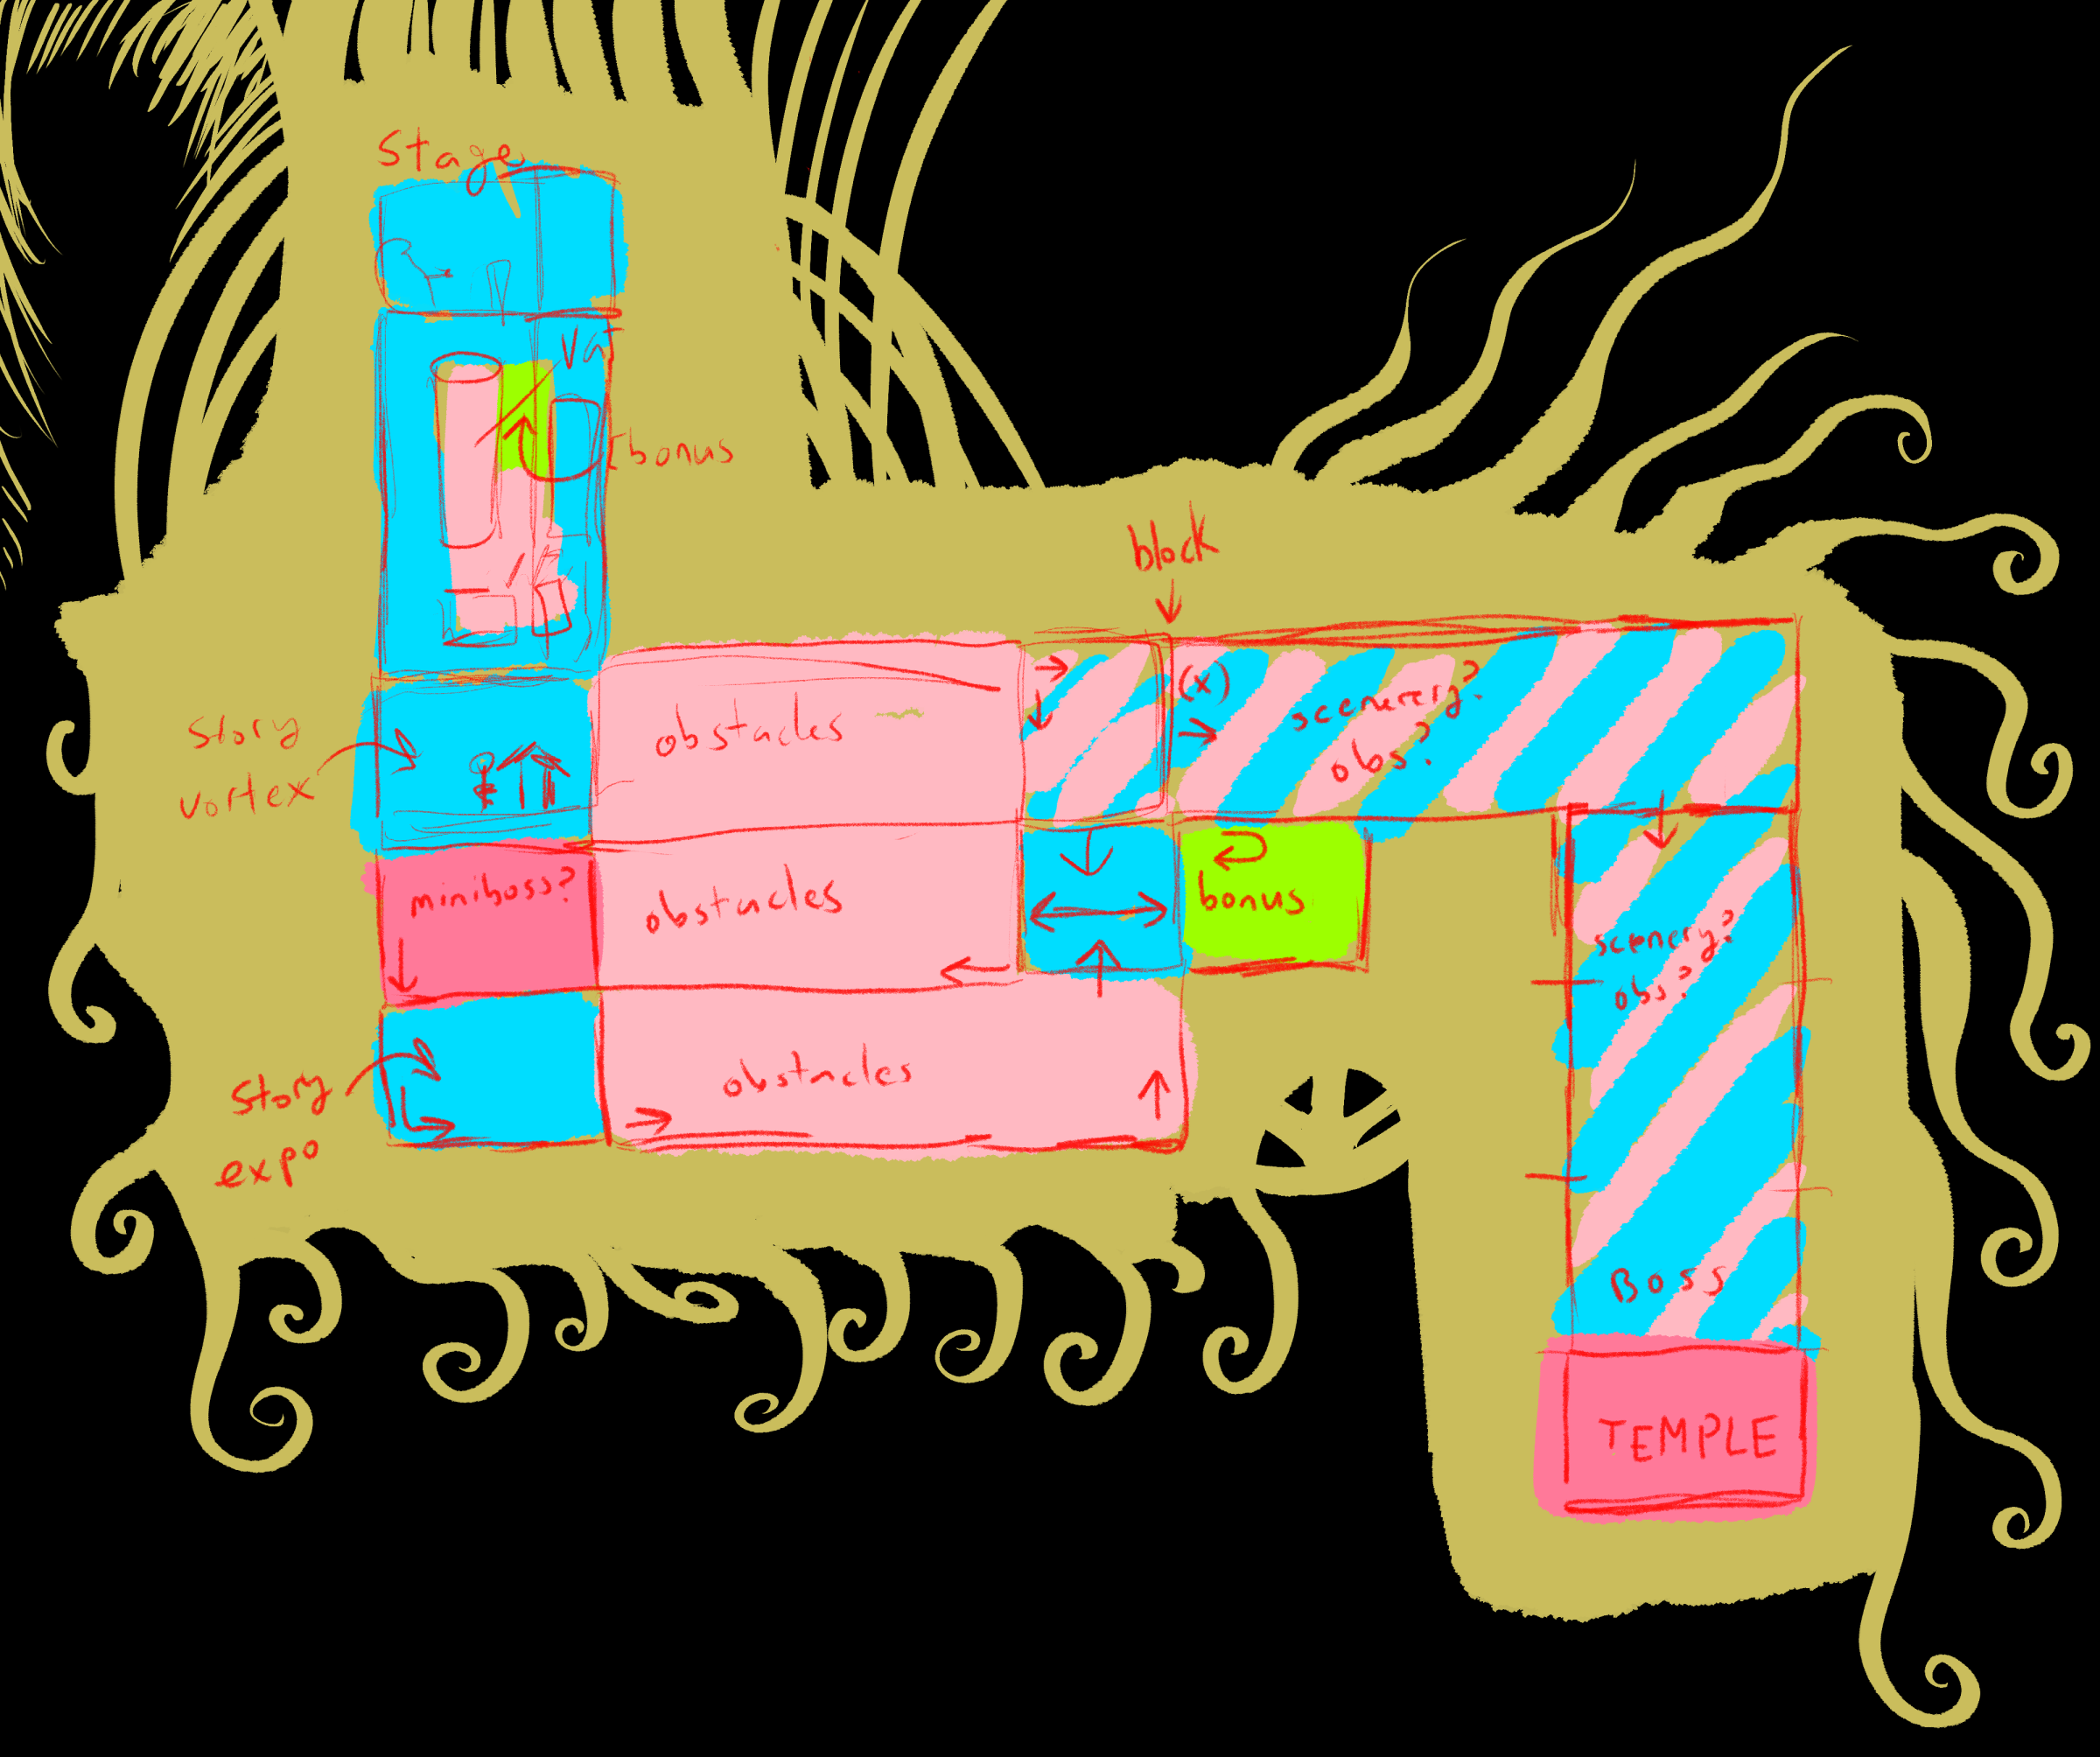 Stage
Vat
bonus
block
story
vortex
obstacles
(x)
scenery?
obs?
miniboss?
obstacles
bonus
scenery?
obs?
story
expo
obstacles
BOSS
TEMPLE